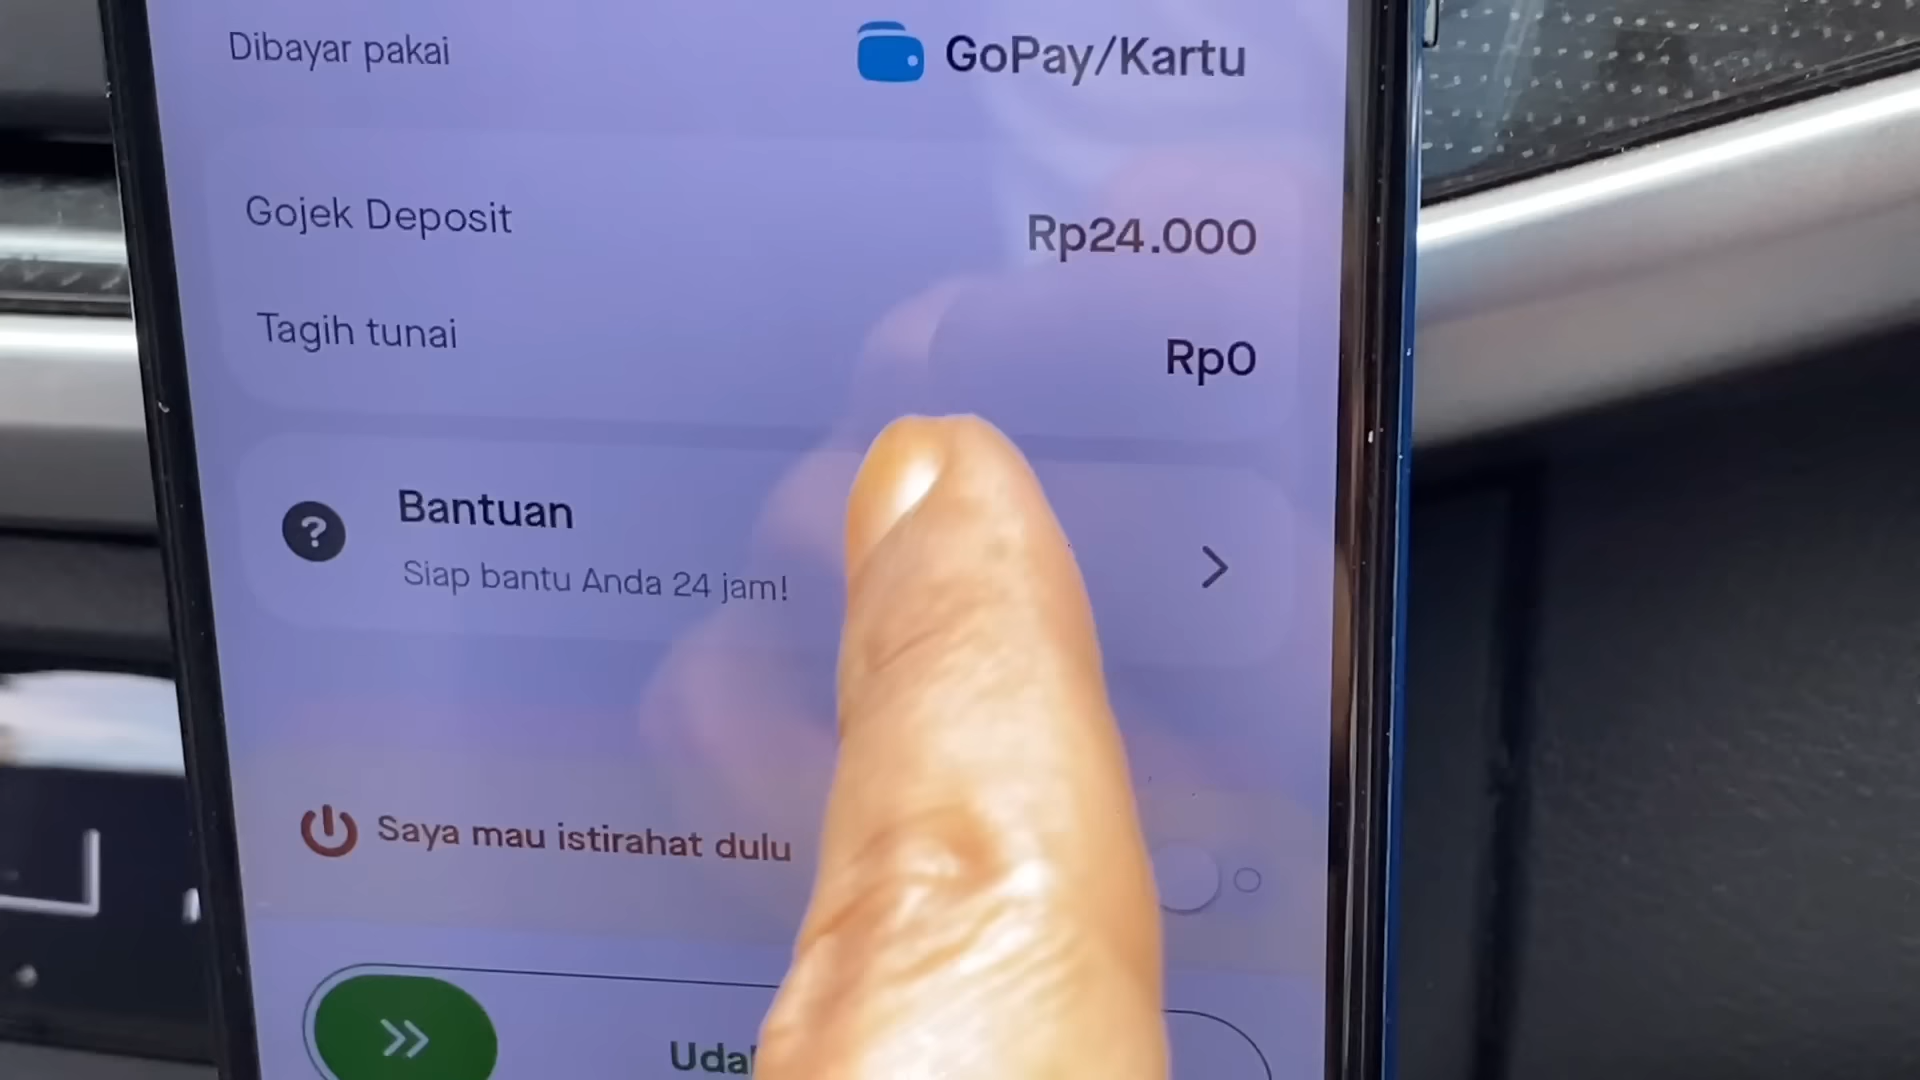 Dibayar pakai GoPay/Kartu
Gojek Deposit Rp24.000
Tagih tunai Rp0
Bantuan
Siap bantu Anda 24 jam!
Saya mau istirahat dulu